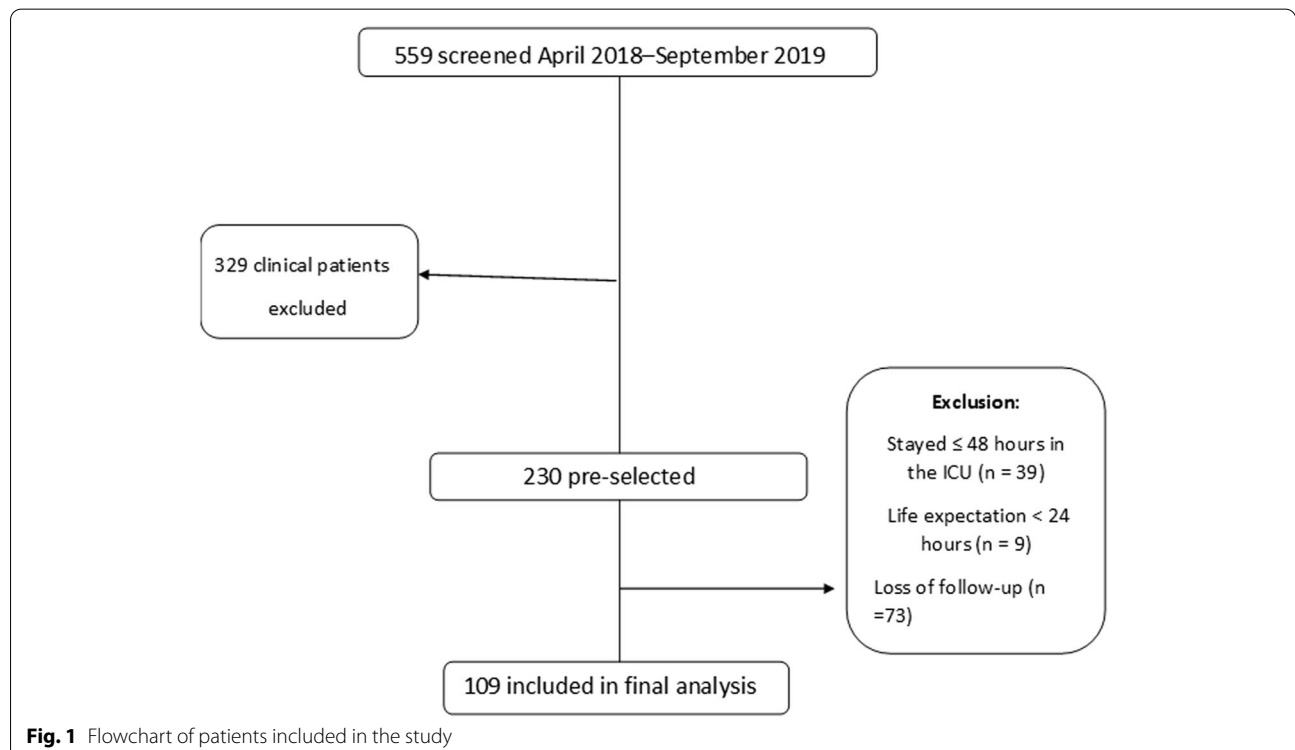 559 screened April 2018–September 2019
329 clinical patients
excluded
230 pre-selected
Exclusion:
Stayed ≤ 48 hours in
the ICU (n = 39)
Life expectation < 24
hours (n = 9)
Loss of follow-up (n
=73)
109 included in final analysis
Fig. 1 Flowchart of patients included in the study